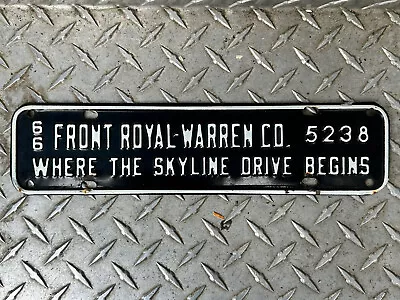 66 FRONT ROYAL-WARREN CO. 5238
WHERE THE SKYLINE DRIVE BEGINS